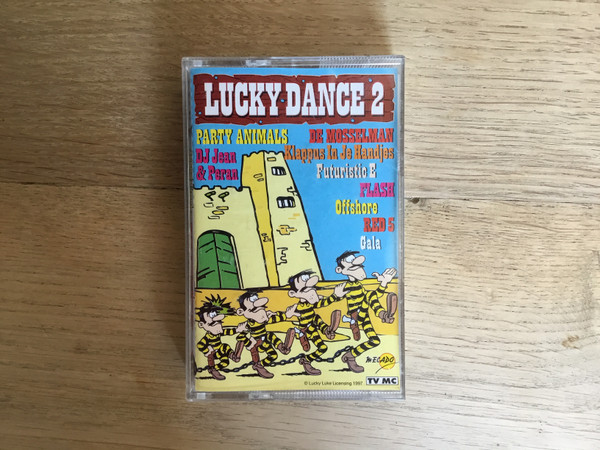 LUCKY DANCE 2
PARTY ANIMALS
DJ Jean
& Peran
DE MOSSELMAN
Klappus In Je Handjes
Futuristic E
FLASH
Offshore
RED 5
Gala
MEGADO
TV MC
© Lucky Luke Licensing 1997